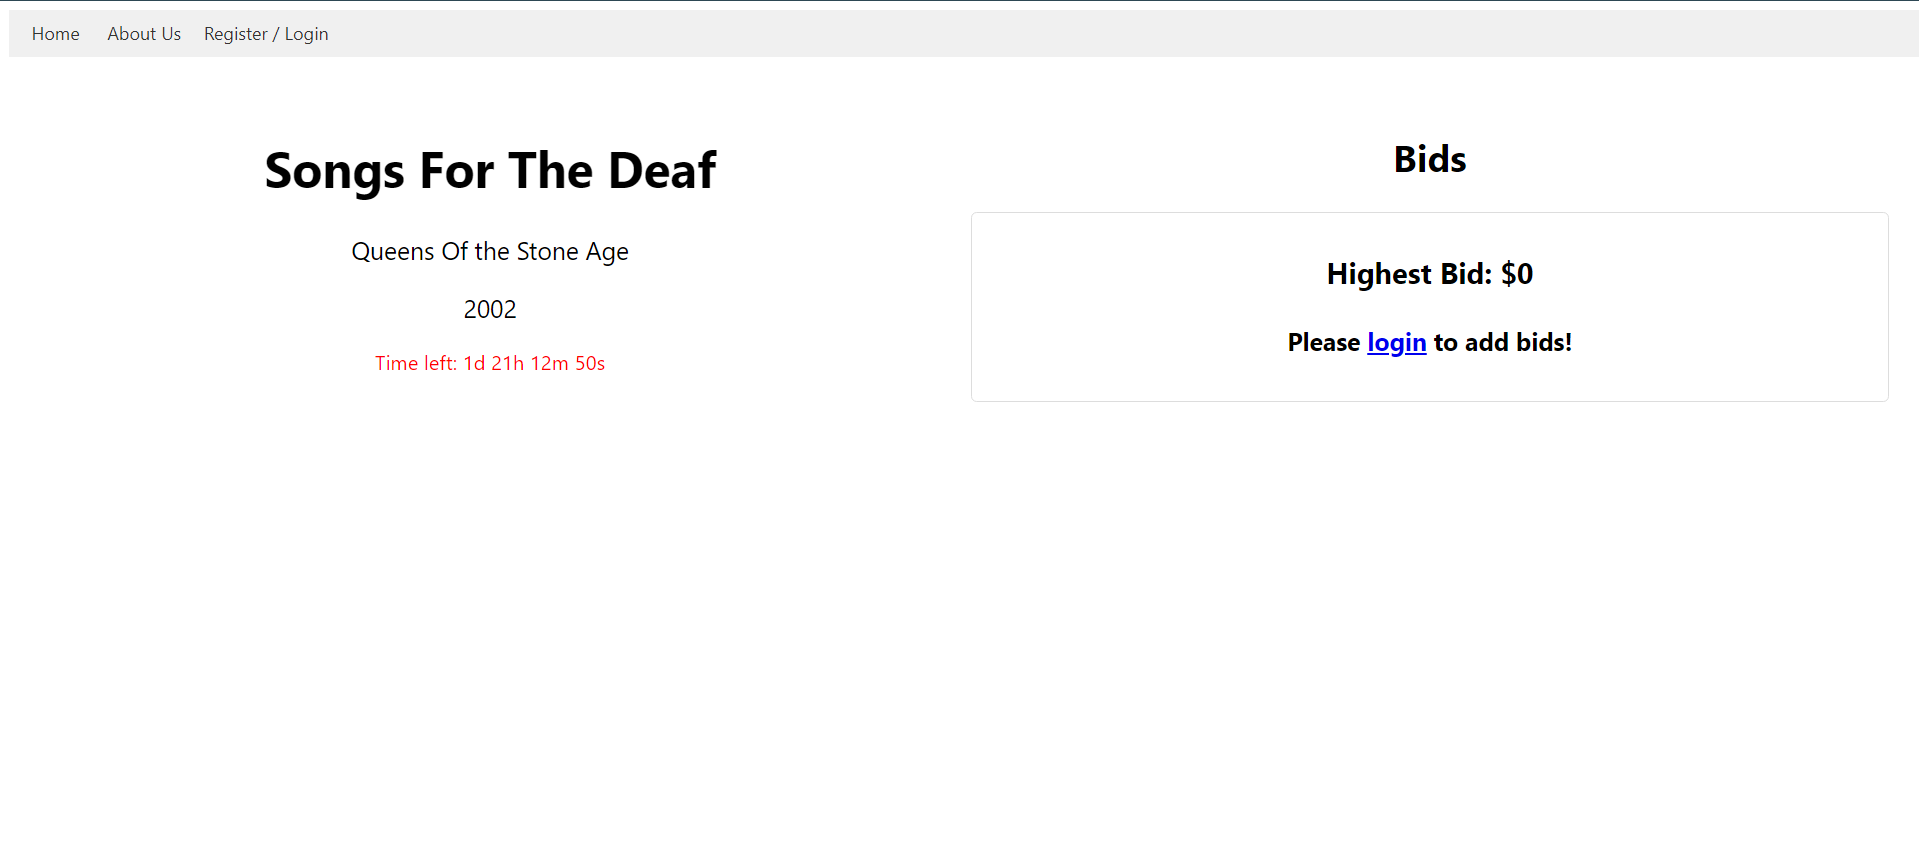 Home About Us Register / Login
Songs For The Deaf
Queens Of the Stone Age
2002
Time left: 1d 21h 12m 50s
Bids
Highest Bid: $0
Please login to add bids!